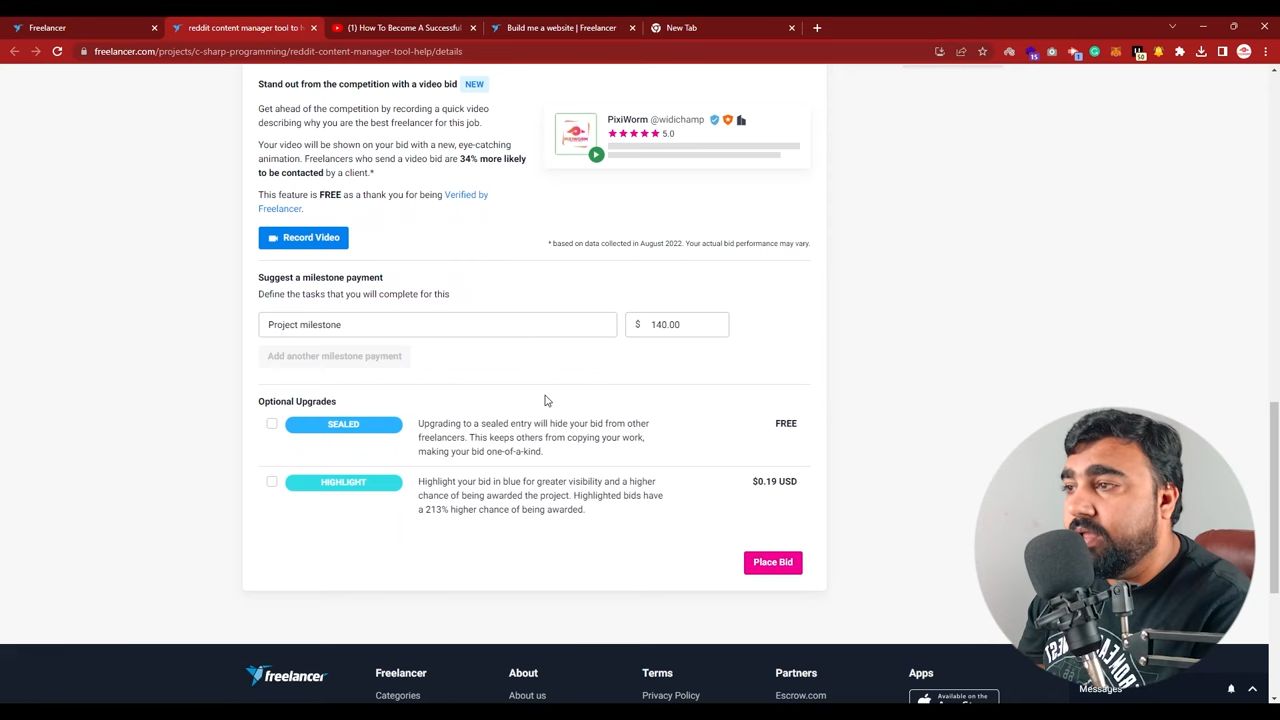 Freelancer
reddit content manager tool to h
(1) How To Become A Successful
Build me a website | Freelancer
New Tab
freelancer.com/projects/c-sharp-programming/reddit-content-manager-tool-help/details
15
1
50
Stand out from the competition with a video bid NEW
Get ahead of the competition by recording a quick video
describing why you are the best freelancer for this job.
Your video will be shown on your bid with a new, eye-catching
animation. Freelancers who send a video bid are 34% more likely
to be contacted by a client.*
This feature is FREE as a thank you for being Verified by
Freelancer.
Record Video
PIXIWORM
PixiWorm @widichamp
5.0
* based on data collected in August 2022. Your actual bid performance may vary.
Suggest a milestone payment
Define the tasks that you will complete for this
Project milestone
$ 140.00
Add another milestone payment
Optional Upgrades
SEALED
Upgrading to a sealed entry will hide your bid from other
freelancers. This keeps others from copying your work,
making your bid one-of-a-kind.
FREE
HIGHLIGHT
Highlight your bid in blue for greater visibility and a higher
chance of being awarded the project. Highlighted bids have
a 213% higher chance of being awarded.
$0.19 USD
Place Bid
freelancer
Freelancer
About
Terms
Partners
Apps
Categories
About us
Privacy Policy
Escrow.com
Available on the
Messages